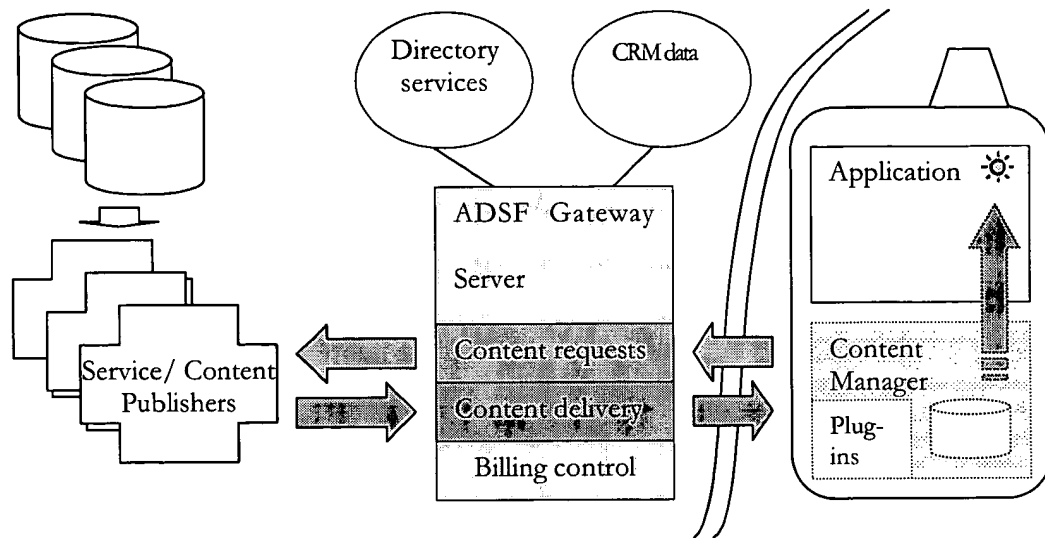 Directory
services
CRM data
ADSF Gateway
Server
Content requests
Content delivery
Billing control
Service/ Content
Publishers
Application
Content
Manager
Plug-
ins